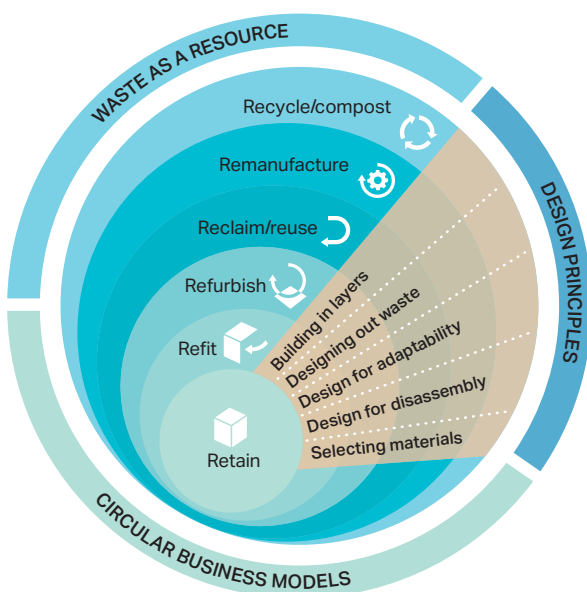 WASTE AS A RESOURCE
DESIGN PRINCIPLES
CIRCULAR BUSINESS MODELS
Recycle/compost
Remanufacture
Reclaim/reuse
Refurbish
Refit
Retain
Building in layers
Designing out waste
Design for adaptability
Design for disassembly
Selecting materials